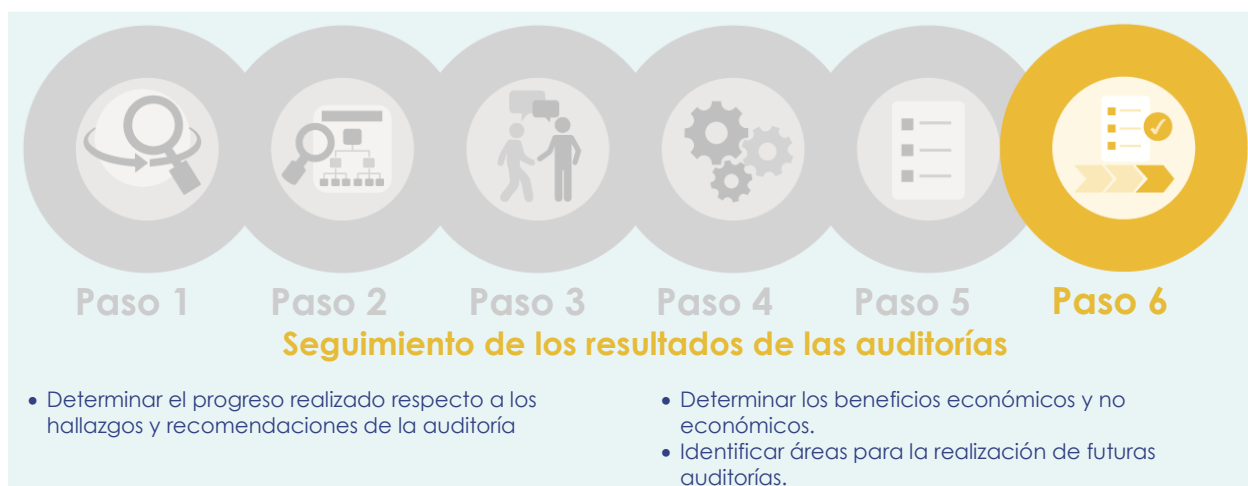 Paso 1
Paso 2
Paso 3
Paso 4
Paso 5
Paso 6
Seguimiento de los resultados de las auditorías
• Determinar el progreso realizado respecto a los
hallazgos y recomendaciones de la auditoría
• Determinar los beneficios económicos y no
económicos.
• Identificar áreas para la realización de futuras
auditorías.